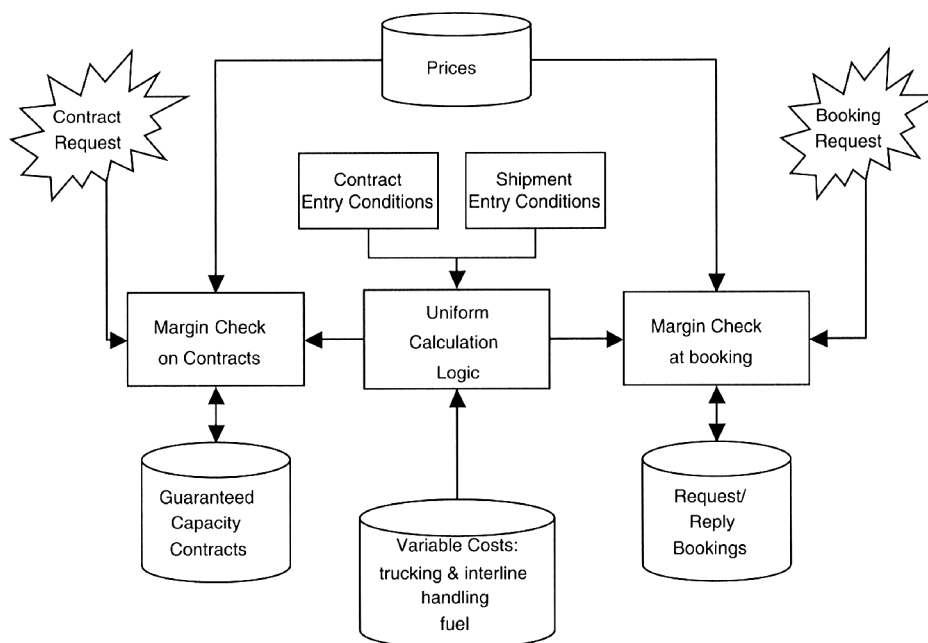 Prices
Contract
Request
Booking
Request
Contract
Entry Conditions
Shipment
Entry Conditions
Margin Check
on Contracts
Uniform
Calculation
Logic
Margin Check
at booking
Guaranteed
Capacity
Contracts
Variable Costs:
trucking & interline
handling
fuel
Request/
Reply
Bookings